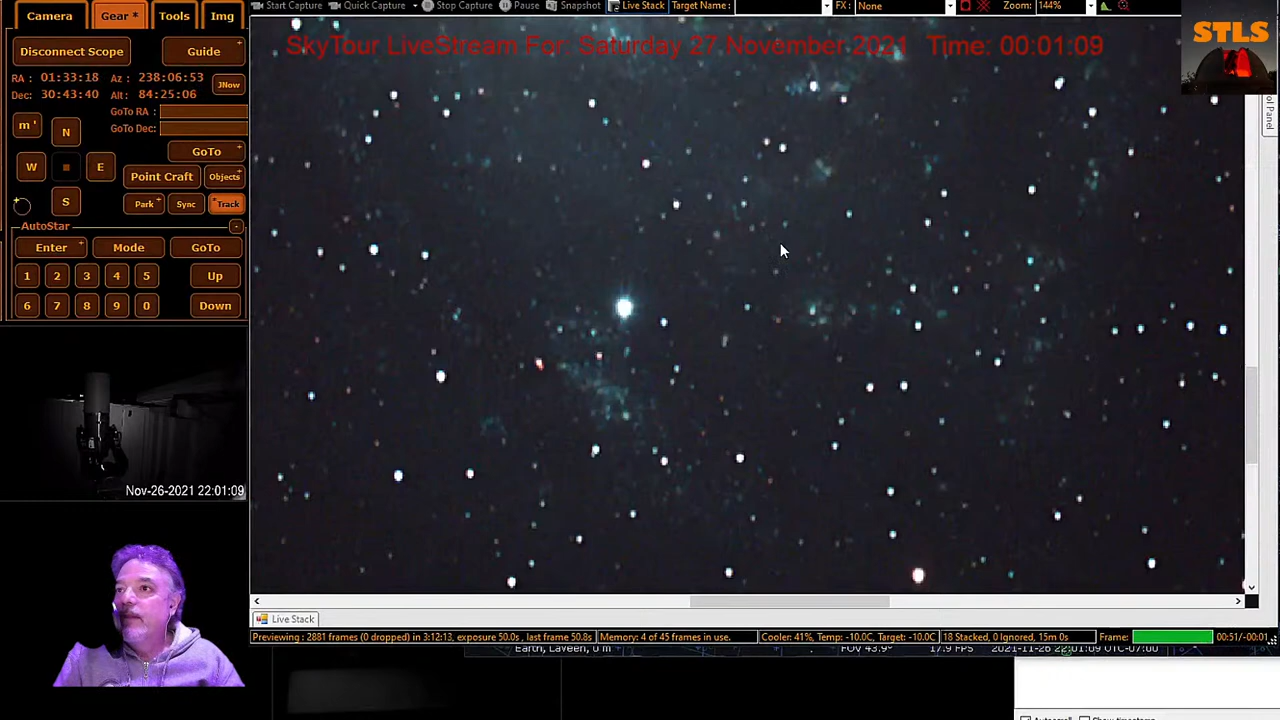 Camera Gear * Tools Img
Start Capture Quick Capture Stop Capture Pause Snapshot Live Stack Target Name: FX: None Zoom: 144%
SkyTour LiveStream For: Saturday 27 November 2021 Time: 00:01:09
STLS
Disconnect Scope Guide
RA : 01:33:18 Az : 238:06:53
Dec: 30:43:40 Alt: 84:25:06
JNow
GoTo RA :
GoTo Dec:
m ' N GoTo
W E Point Craft Objects
S Park Sync Track
AutoStar
Enter Mode GoTo
1 2 3 4 5 Up
6 7 8 9 0 Down
Nov-26-2021 22:01:09
Live Stack
Previewing : 2881 frames (0 dropped) in 3:12:13, exposure 50.0s , last frame 50.8s Memory: 4 of 45 frames in use. Cooler: 41%, Temp: -10.0C, Target: -10.0C 18 Stacked, 0 Ignored, 15m 0s Frame: 00:51/-00:01
Earth, Laveen, 0 m FOV 43.9° 17.9 FPS 2021-11-26 22:01:09 UTC-07:00